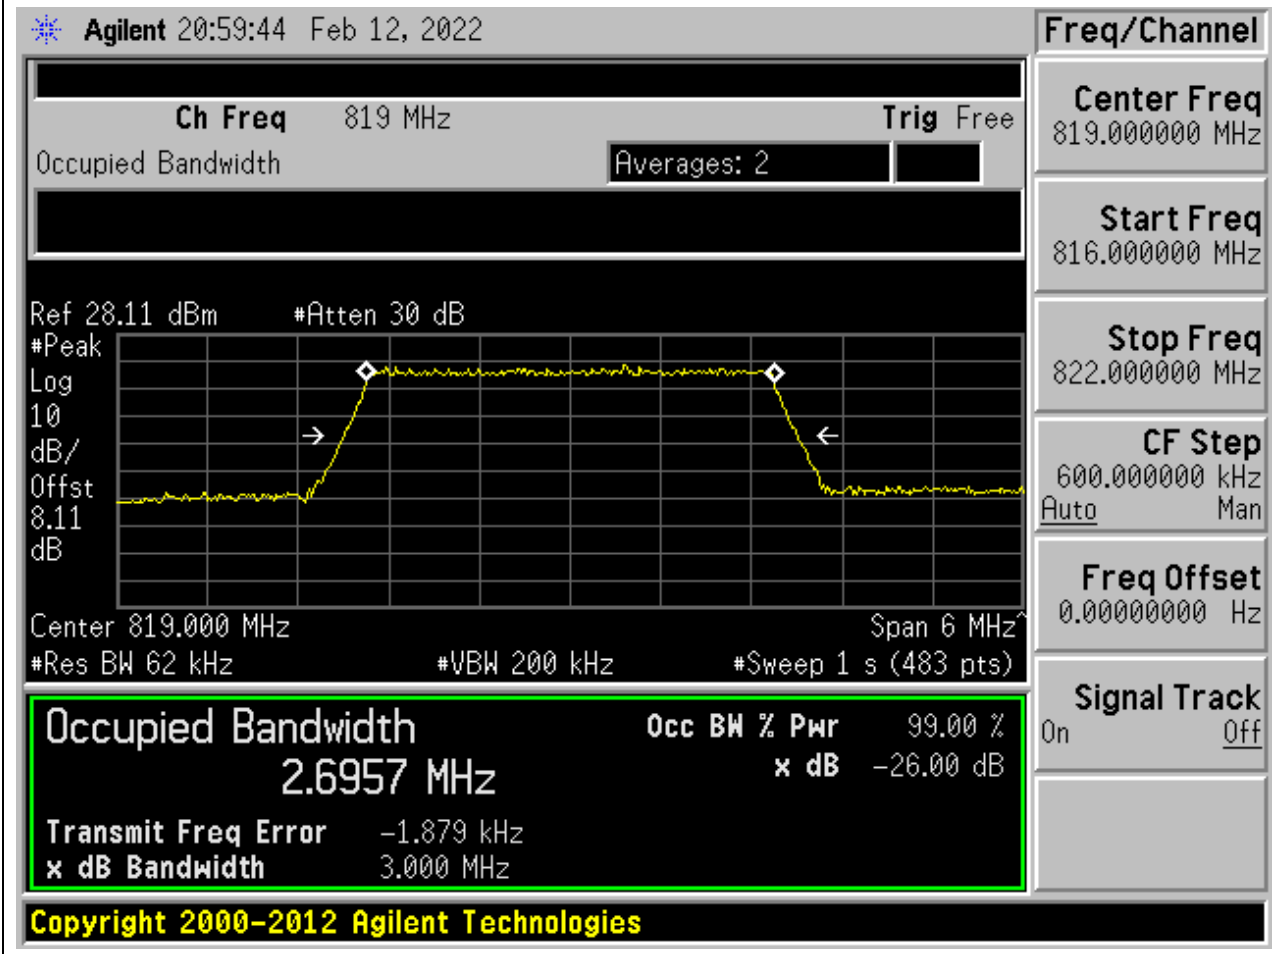 Agilent 20:59:44 Feb 12, 2022
Freq/Channel
Ch Freq 819 MHz Trig Free
Occupied Bandwidth Averages: 2
Ref 28.11 dBm #Atten 30 dB
#Peak
Log
10
dB/
Offst
8.11
dB
Center 819.000 MHz Span 6 MHz^
#Res BW 62 kHz #VBW 200 kHz #Sweep 1 s (483 pts)
Occupied Bandwidth Occ BW % Pwr 99.00 %
2.6957 MHz x dB -26.00 dB
Transmit Freq Error -1.879 kHz
x dB Bandwidth 3.000 MHz
Center Freq
819.000000 MHz
Start Freq
816.000000 MHz
Stop Freq
822.000000 MHz
CF Step
600.000000 kHz
Auto Man
Freq Offset
0.00000000 Hz
Signal Track
On Off
Copyright 2000-2012 Agilent Technologies